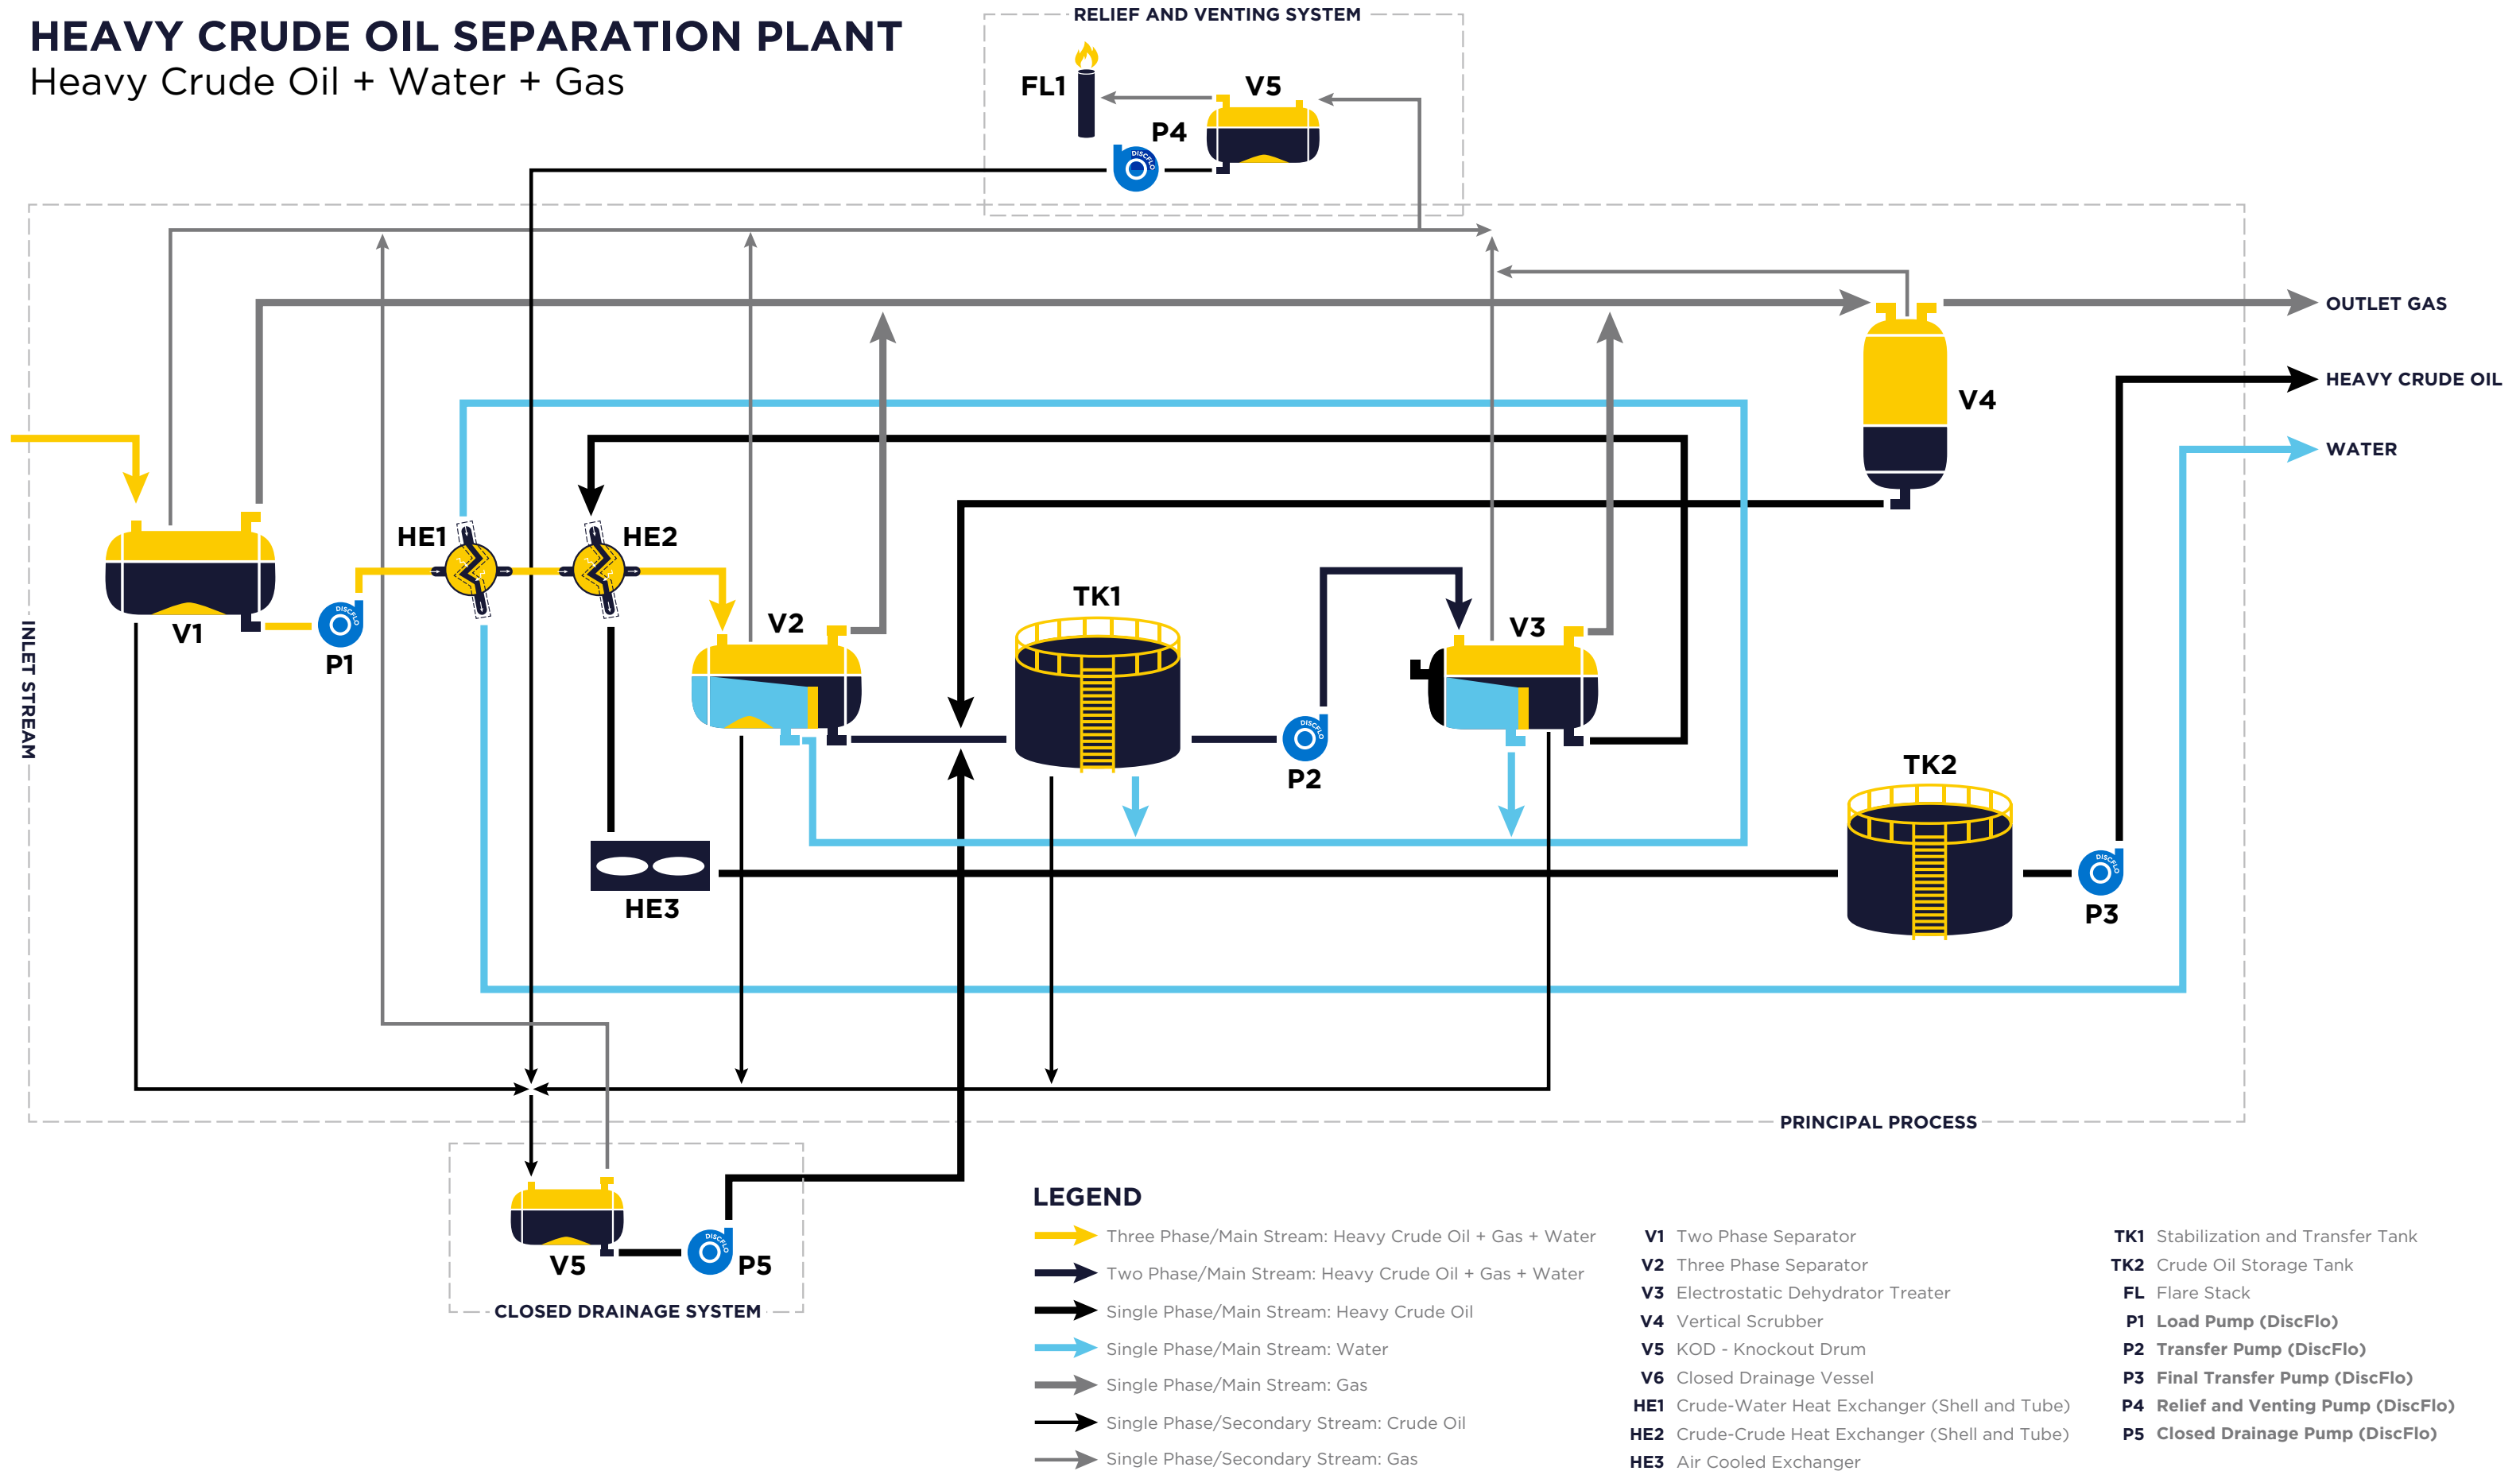 HEAVY CRUDE OIL SEPARATION PLANT
Heavy Crude Oil + Water + Gas
RELIEF AND VENTING SYSTEM
FL1
V5
P4
DISCFLO
OUTLET GAS
HEAVY CRUDE OIL
WATER
V4
HE1
HE2
INLET STREAM
V1
DISCFLO
P1
V2
TK1
V3
DISCFLO
P2
TK2
HE3
DISCFLO
P3
PRINCIPAL PROCESS
V5
DISCFLO
P5
CLOSED DRAINAGE SYSTEM
LEGEND
Three Phase/Main Stream: Heavy Crude Oil + Gas + Water
Two Phase/Main Stream: Heavy Crude Oil + Gas + Water
Single Phase/Main Stream: Heavy Crude Oil
Single Phase/Main Stream: Water
Single Phase/Main Stream: Gas
Single Phase/Secondary Stream: Crude Oil
Single Phase/Secondary Stream: Gas
V1 Two Phase Separator
V2 Three Phase Separator
V3 Electrostatic Dehydrator Treater
V4 Vertical Scrubber
V5 KOD - Knockout Drum
V6 Closed Drainage Vessel
HE1 Crude-Water Heat Exchanger (Shell and Tube)
HE2 Crude-Crude Heat Exchanger (Shell and Tube)
HE3 Air Cooled Exchanger
TK1 Stabilization and Transfer Tank
TK2 Crude Oil Storage Tank
FL Flare Stack
P1 Load Pump (DiscFlo)
P2 Transfer Pump (DiscFlo)
P3 Final Transfer Pump (DiscFlo)
P4 Relief and Venting Pump (DiscFlo)
P5 Closed Drainage Pump (DiscFlo)